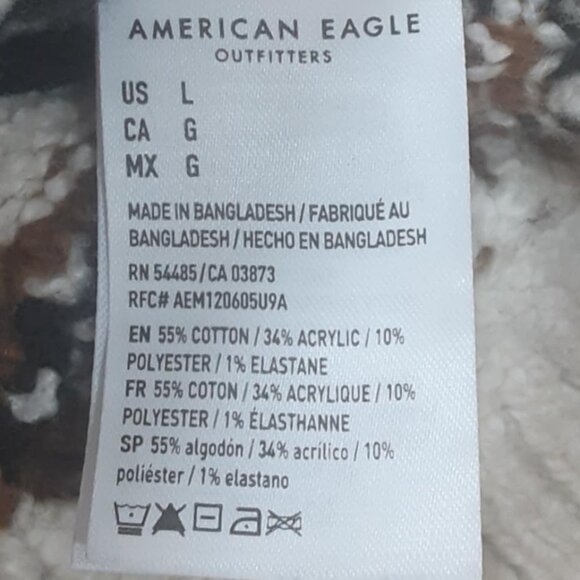 AMERICAN EAGLE
OUTFITTERS
US L
CA G
MX G
MADE IN BANGLADESH / FABRIQUÉ AU
BANGLADESH / HECHO EN BANGLADESH
RN 54485 / CA 03873
RFC# AEM120605U9A
EN 55% COTTON / 34% ACRYLIC / 10%
POLYESTER / 1% ELASTANE
FR 55% COTON / 34% ACRYLIQUE / 10%
POLYESTER / 1% ÉLASTHANNE
SP 55% algodón / 34% acrílico / 10%
poliéster / 1% elastano